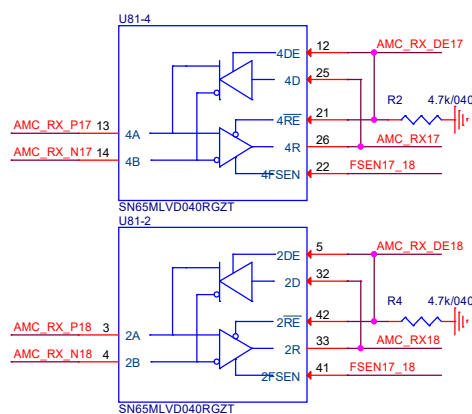 U81-4
4DE 12 AMC_RX_DE17
4D 25
4RE 21 R2 4.7k/040
AMC_RX_P17 13 4A 4R 26 AMC_RX17
AMC_RX_N17 14 4B 4FSEN 22 FSEN17_18
SN65MLVD040RGZT
U81-2
2DE 5 AMC_RX_DE18
2D 32
2RE 42 R4 4.7k/040
AMC_RX_P18 3 2A 2R 33 AMC_RX18
AMC_RX_N18 4 2B 2FSEN 41 FSEN17_18
SN65MLVD040RGZT